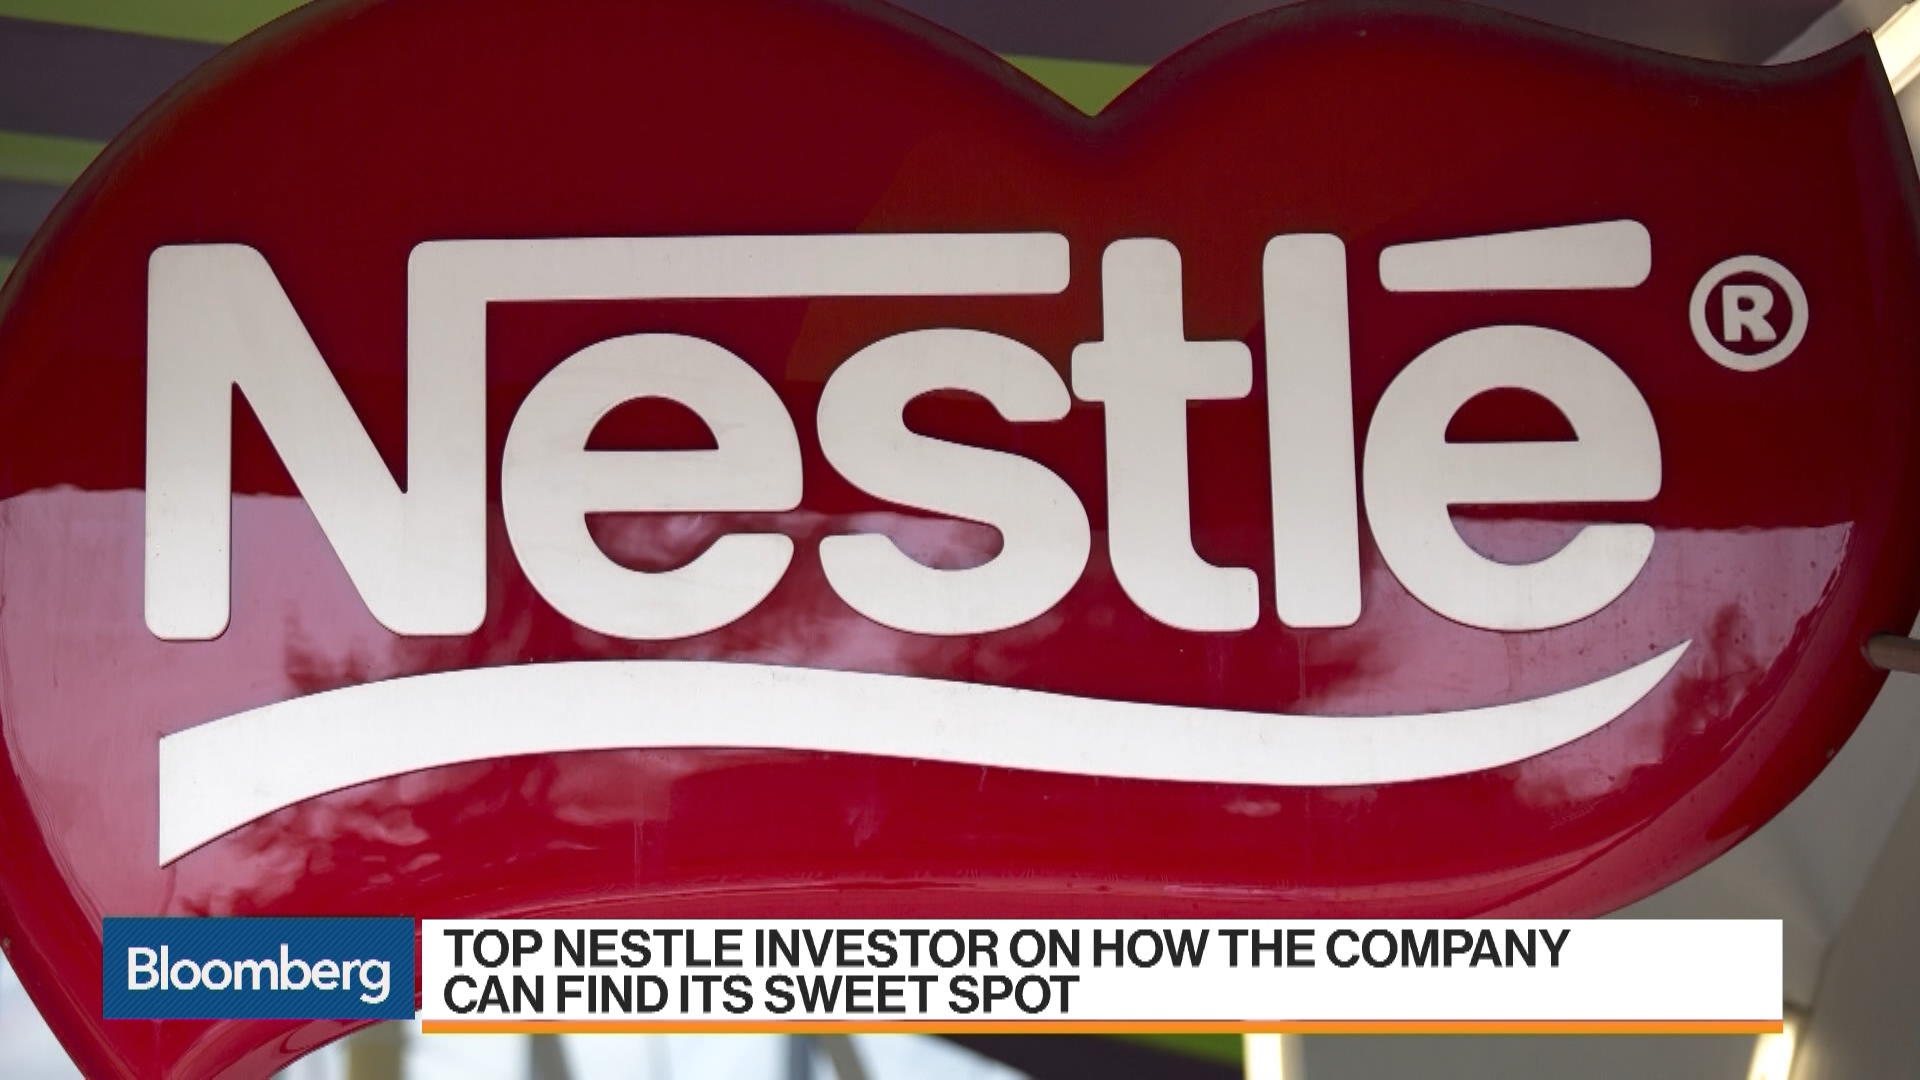 Nestlé®
Bloomberg
TOP NESTLE INVESTOR ON HOW THE COMPANY
CAN FIND ITS SWEET SPOT